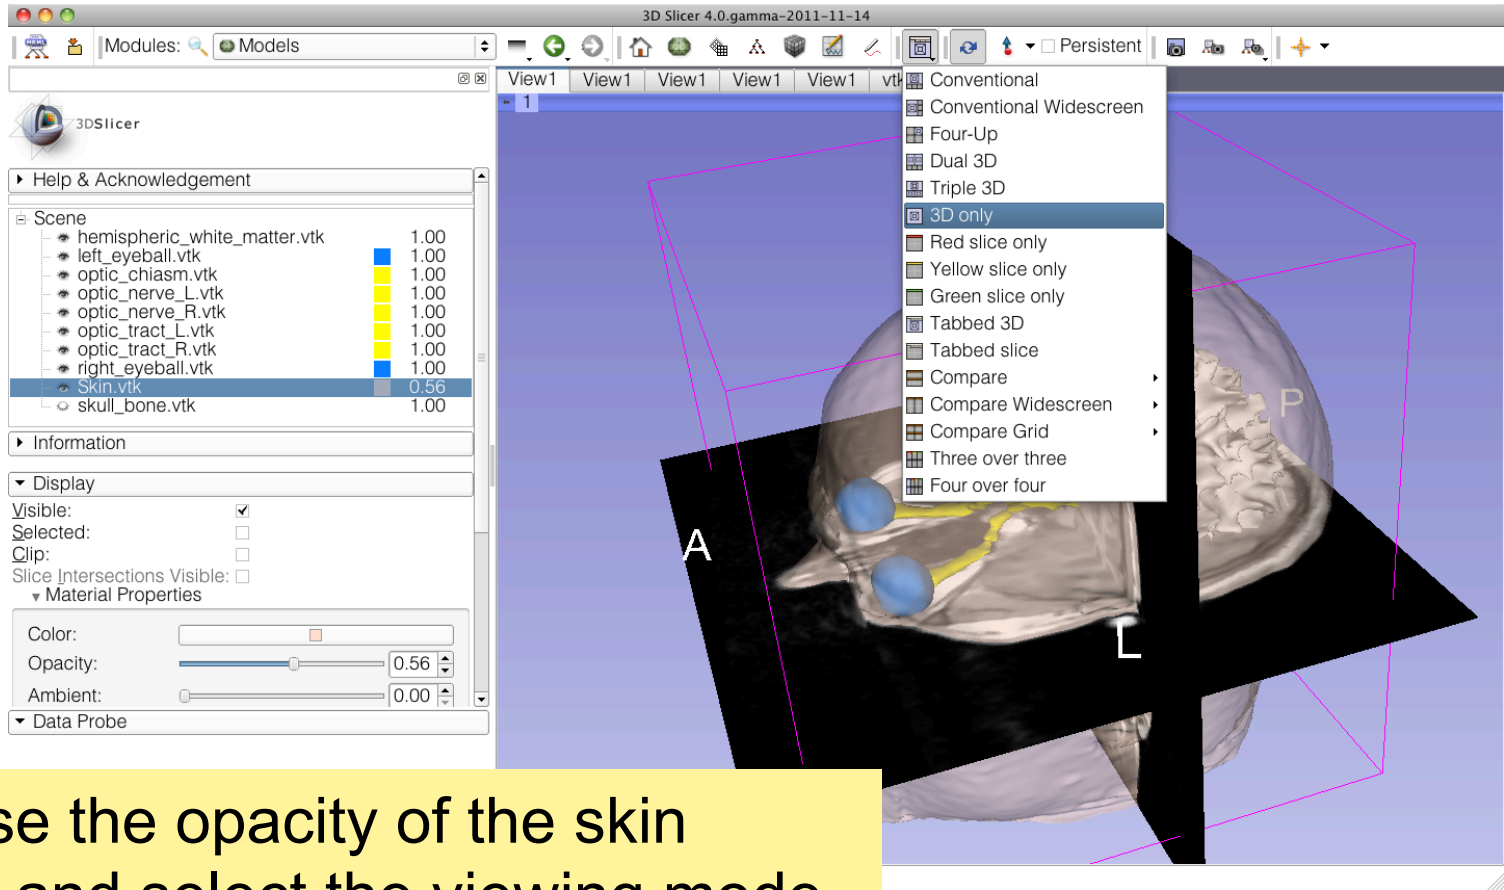 3D Slicer 4.0.gamma-2011-11-14
Modules: Models
Persistent
View1 View1 View1 View1 View1
1
3DSlicer
Help & Acknowledgement
Scene
hemispheric_white_matter.vtk 1.00
left_eyeball.vtk 1.00
optic_chiasm.vtk 1.00
optic_nerve_L.vtk 1.00
optic_nerve_R.vtk 1.00
optic_tract_L.vtk 1.00
optic_tract_R.vtk 1.00
right_eyeball.vtk 1.00
Skin.vtk 0.56
skull_bone.vtk 1.00
Information
Display
Visible:
Selected:
Clip:
Slice Intersections Visible:
Material Properties
Color:
Opacity: 0.56
Ambient: 0.00
Data Probe
Conventional
Conventional Widescreen
Four-Up
Dual 3D
Triple 3D
3D only
Red slice only
Yellow slice only
Green slice only
Tabbed 3D
Tabbed slice
Compare
Compare Widescreen
Compare Grid
Three over three
Four over four
P
A
L
se the opacity of the skin
and select the viewing mode